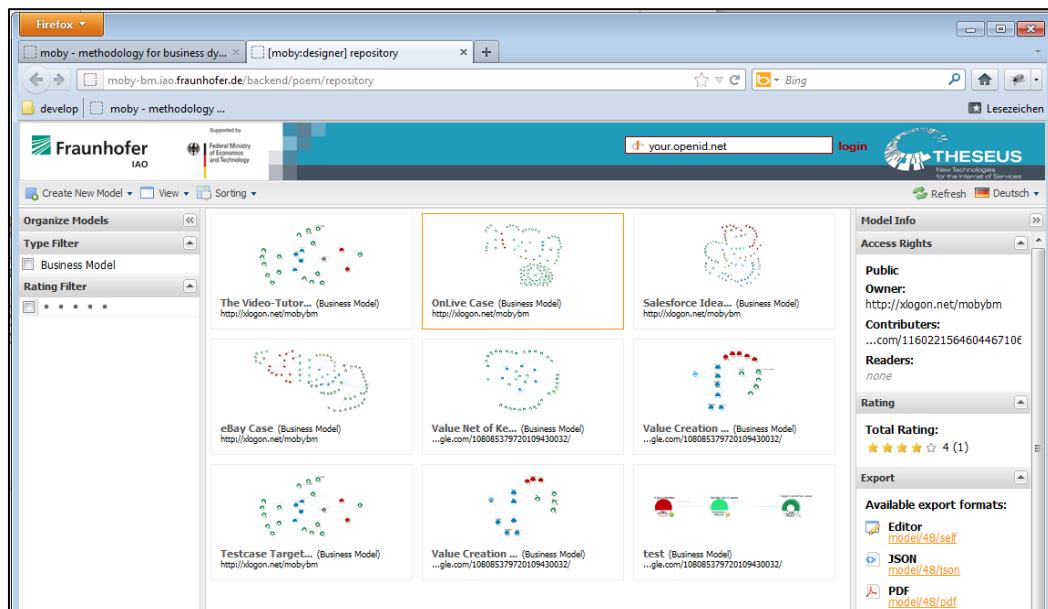 Firefox
moby - methodology for business dy...
[moby:designer] repository
moby-bm.iao.fraunhofer.de/backend/poem/repository
Bing
develop
moby - methodology ...
Lesezeichen
Fraunhofer
IAO
Supported by
Federal Ministry
of Economics
and Technology
your.openid.net
login
THESEUS
New Technologies
for the Internet of Services
Create New Model
View
Sorting
Refresh
Deutsch
Organize Models
Type Filter
Business Model
Rating Filter
The Video-Tutor... (Business Model)
http://xlogon.net/mobybm
OnLive Case (Business Model)
http://xlogon.net/mobybm
Salesforce Idea... (Business Model)
http://xlogon.net/mobybm
eBay Case (Business Model)
http://xlogon.net/mobybm
Value Net of Ke... (Business Model)
...gle.com/108085379720109430032/
Value Creation ... (Business Model)
...gle.com/108085379720109430032/
Testcase Target... (Business Model)
http://xlogon.net/mobybm
Value Creation ... (Business Model)
...gle.com/108085379720109430032/
test (Business Model)
...gle.com/108085379720109430032/
Model Info
Access Rights
Public
Owner:
http://xlogon.net/mobybm
Contributers:
...com/1160221564604467106
Readers:
none
Rating
Total Rating:
4 (1)
Export
Available export formats:
Editor
model/48/self
JSON
model/48/json
PDF
model/48/pdf